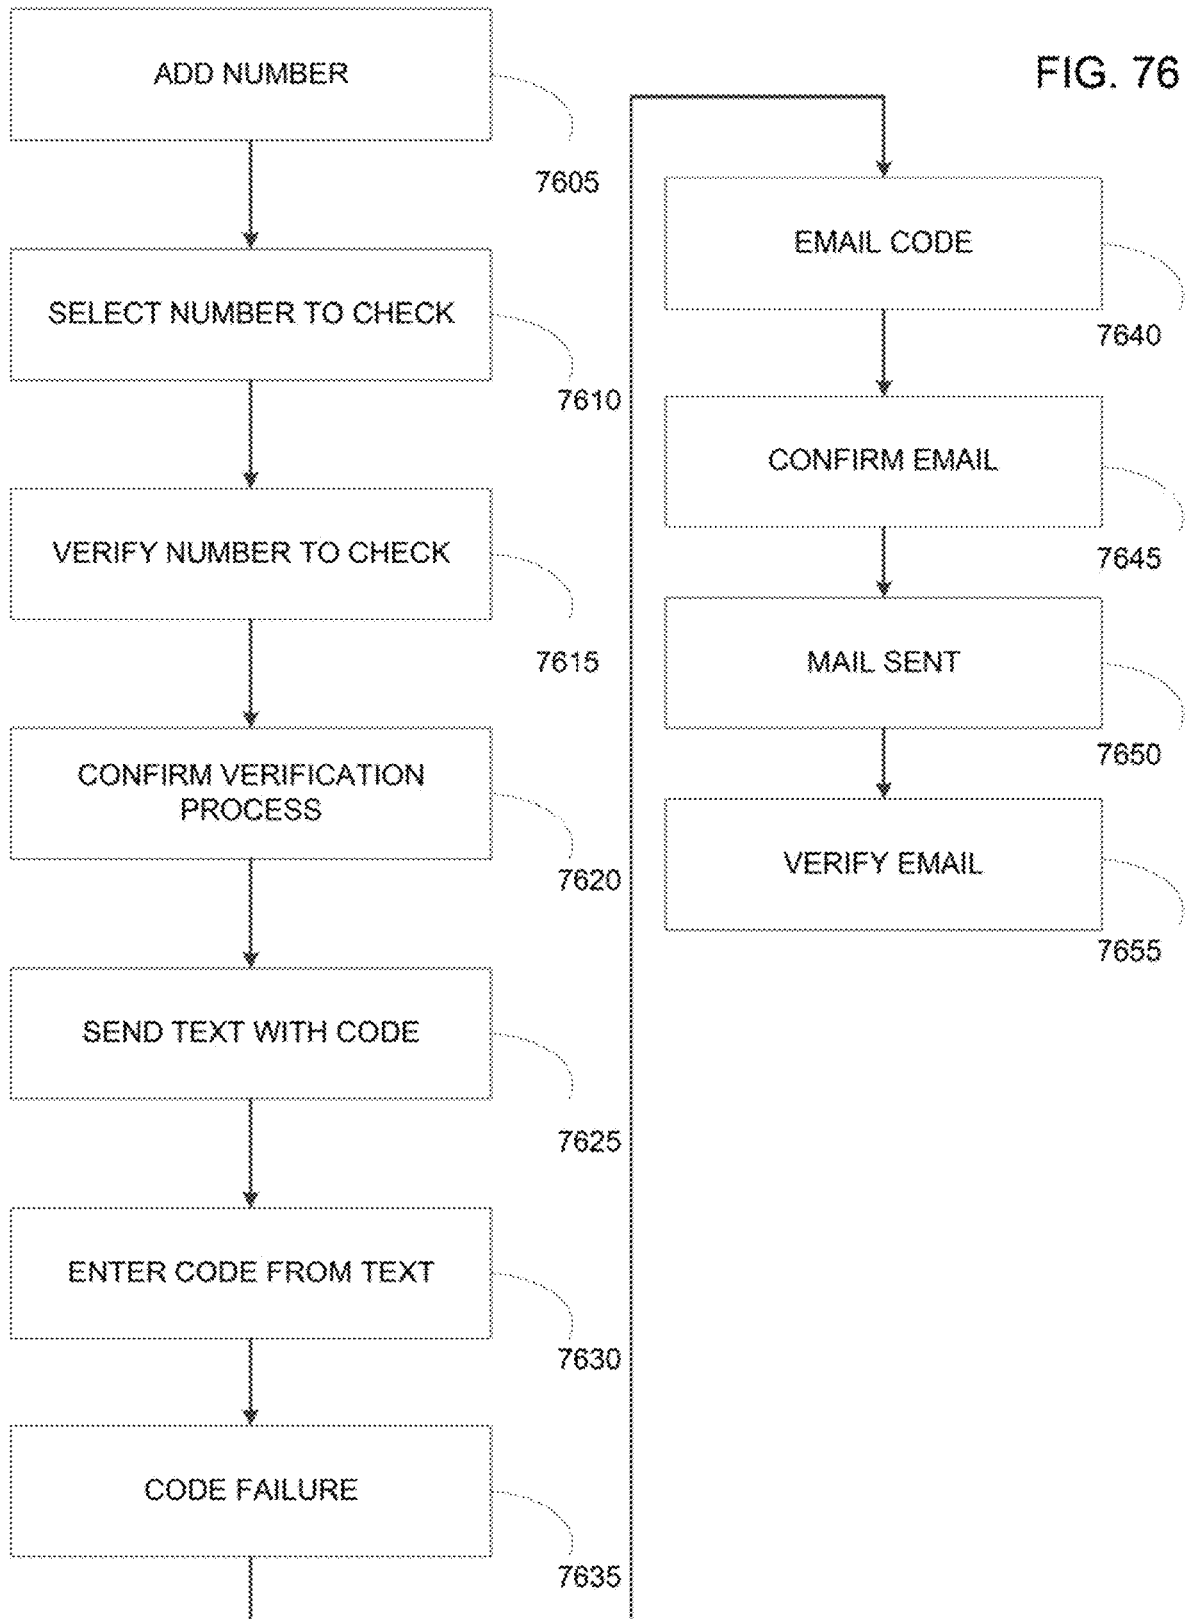 FIG. 76
ADD NUMBER
7605
SELECT NUMBER TO CHECK
7610
VERIFY NUMBER TO CHECK
7615
CONFIRM VERIFICATION
PROCESS
7620
SEND TEXT WITH CODE
7625
ENTER CODE FROM TEXT
7630
CODE FAILURE
7635
EMAIL CODE
7640
CONFIRM EMAIL
7645
MAIL SENT
7650
VERIFY EMAIL
7655